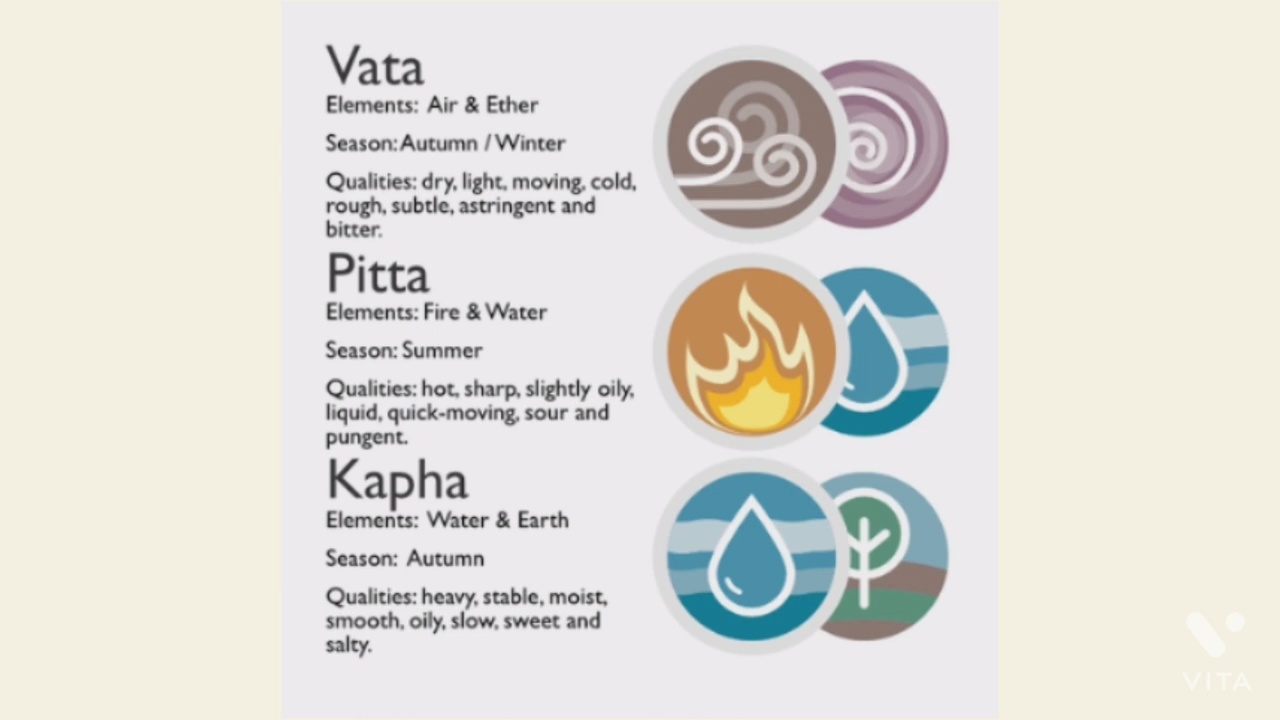 Vata
Elements: Air & Ether
Season: Autumn / Winter
Qualities: dry, light, moving, cold,
rough, subtle, astringent and
bitter.
Pitta
Elements: Fire & Water
Season: Summer
Qualities: hot, sharp, slightly oily,
liquid, quick-moving, sour and
pungent.
Kapha
Elements: Water & Earth
Season: Autumn
Qualities: heavy, stable, moist,
smooth, oily, slow, sweet and
salty.
VITA